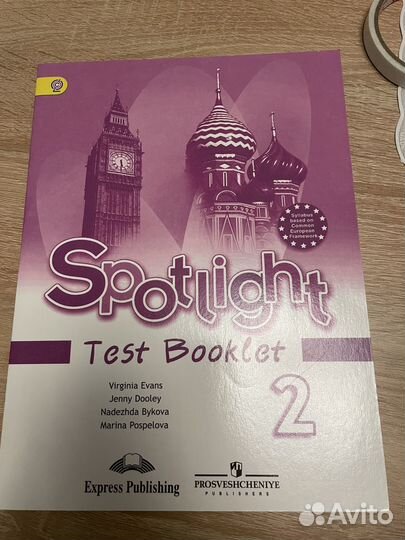 Syllabus
based on
Common
European
Framework
Spotlight
Test Booklet
2
Virginia Evans
Jenny Dooley
Nadezhda Bykova
Marina Pospelova
Express Publishing
PROSVESHCHENIYE
PUBLISHERS
Avito